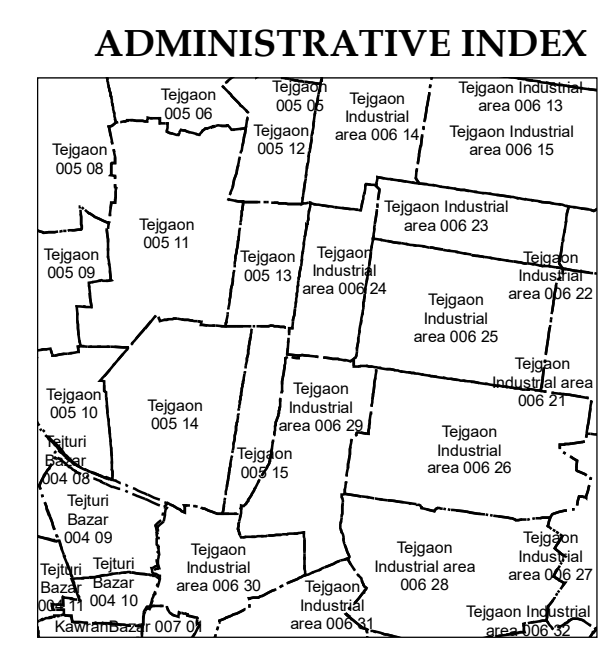 ADMINISTRATIVE INDEX
Tejgaon
005 06
Tejgaon
005 05
Tejgaon
Industrial
area 006 14
Tejgaon Industrial
area 006 13
Tejgaon
005 08
Tejgaon
005 12
Tejgaon Industrial
area 006 15
Tejgaon
005 11
Tejgaon Industrial
area 006 23
Tejgaon
005 09
Tejgaon
005 13
Tejgaon
Industrial
area 006 24
Tejgaon
Industrial
area 006 22
Tejgaon
Industrial
area 006 25
Tejgaon
Industrial area
006 21
Tejgaon
005 10
Tejgaon
005 14
Tejgaon
Industrial
area 006 29
Tejgaon
Industrial
area 006 26
Tejturi
Bazar
004 08
Tejgaon
005 15
Tejturi
Bazar
004 09
Tejgaon
Industrial
area 006 30
Tejgaon
Industrial area
006 28
Tejgaon
Industrial
area 006 27
Tejturi
Bazar
004 11
Tejturi
Bazar
004 10
Tejgaon
Industrial
area 006 31
Tejgaon Industrial
area 006 32
KawranBazar 007 01